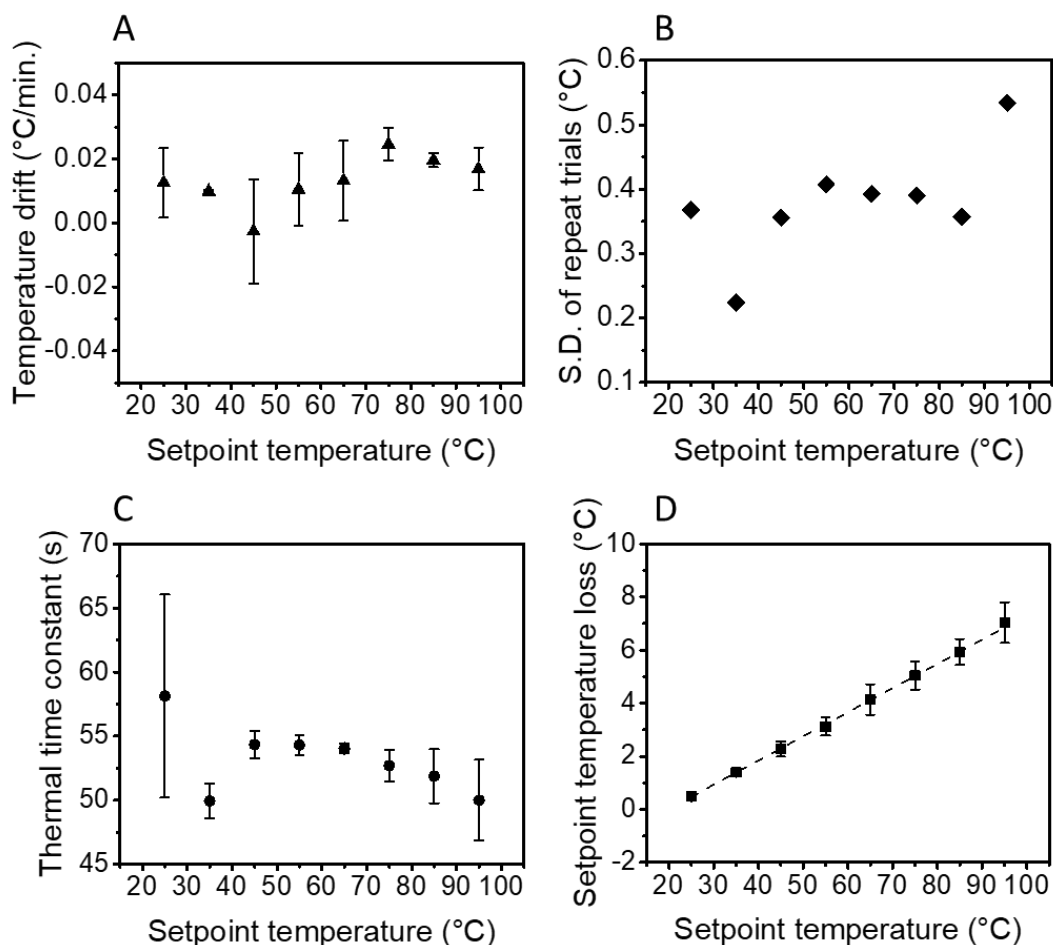 A
Temperature drift (°C/min.)
0.04
0.02
0.00
-0.02
-0.04
20 30 40 50 60 70 80 90 100
Setpoint temperature (°C)
B
S.D. of repeat trials (°C)
0.6
0.5
0.4
0.3
0.2
0.1
20 30 40 50 60 70 80 90 100
Setpoint temperature (°C)
C
Thermal time constant (s)
70
65
60
55
50
45
20 30 40 50 60 70 80 90 100
Setpoint temperature (°C)
D
Setpoint temperature loss (°C)
10
8
6
4
2
0
-2
20 30 40 50 60 70 80 90 100
Setpoint temperature (°C)